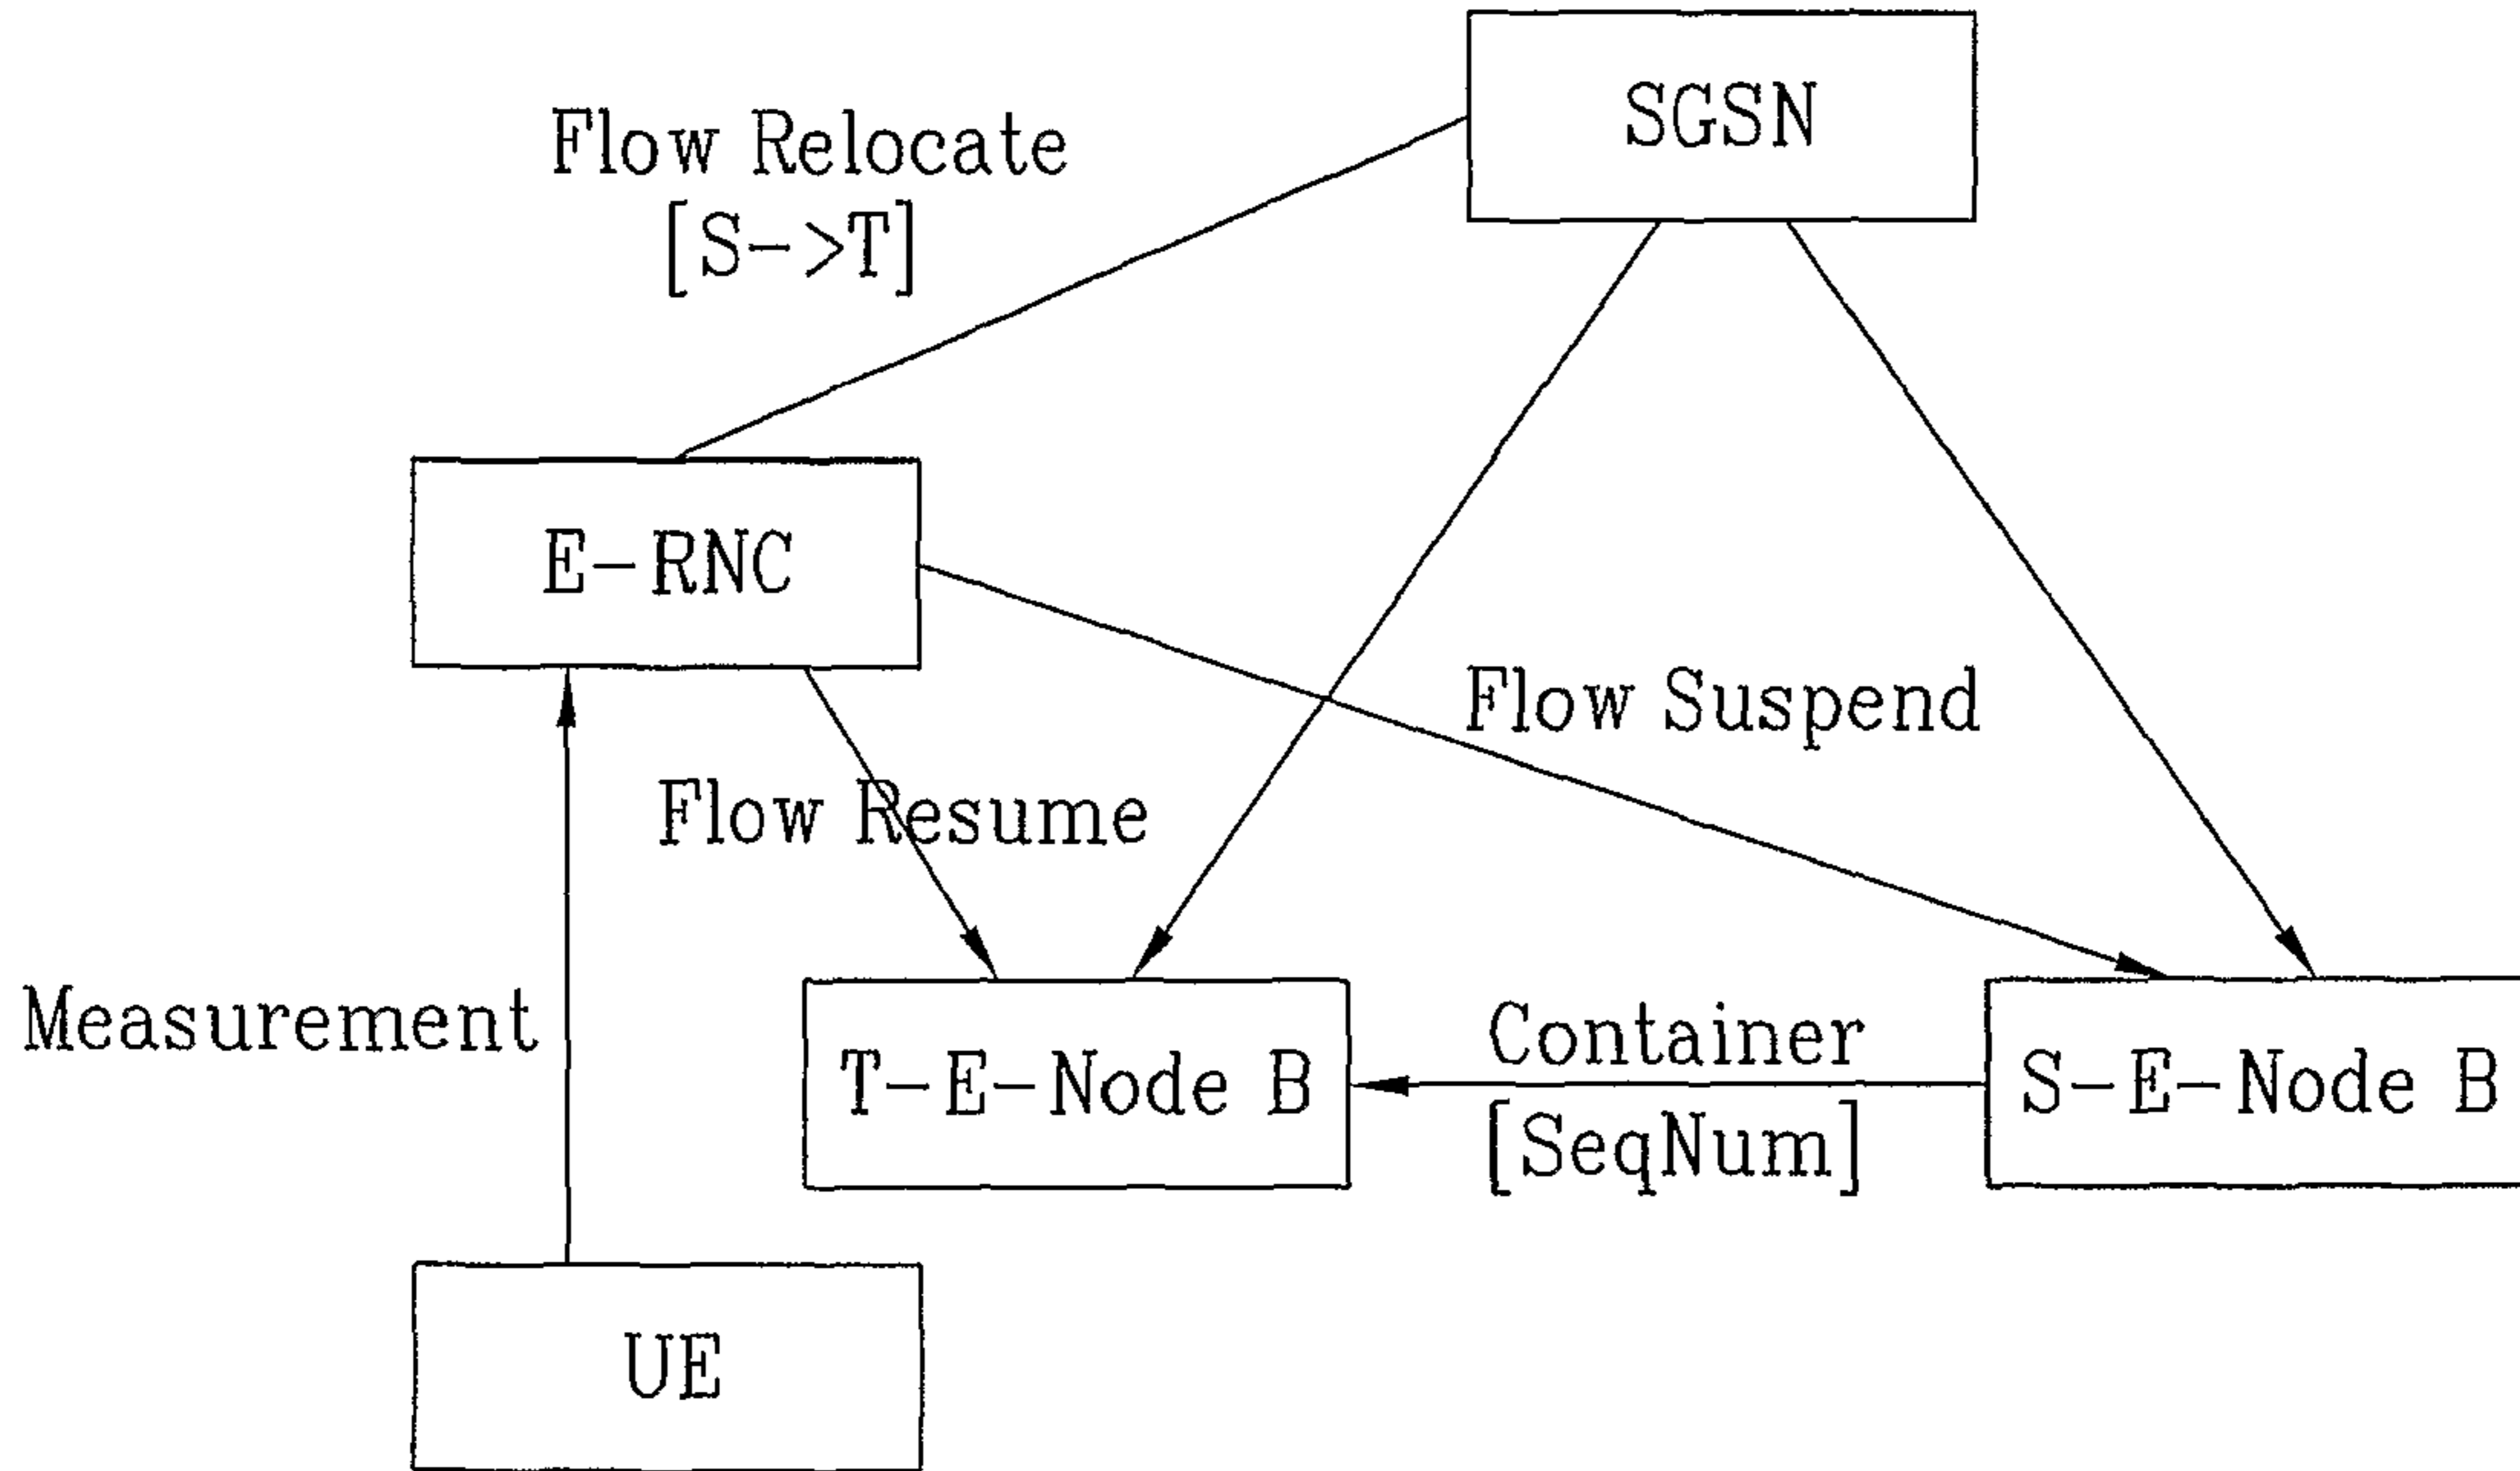 SGSN
Flow Relocate
[S->T]
E-RNC
Flow Suspend
Flow Resume
Measurement
Container
T-E-Node B
S-E-Node B
[SeqNum]
UE